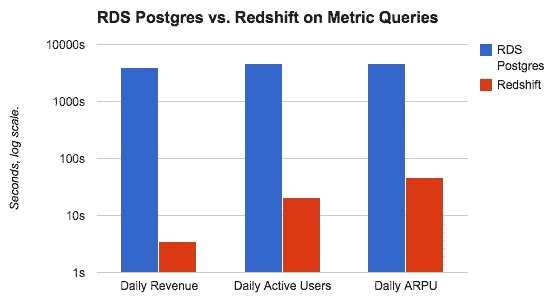 RDS Postgres vs. Redshift on Metric Queries
10000s
1000s
100s
10s
1s
Seconds, log scale.
Daily Revenue
Daily Active Users
Daily ARPU
RDS
Postgres
Redshift